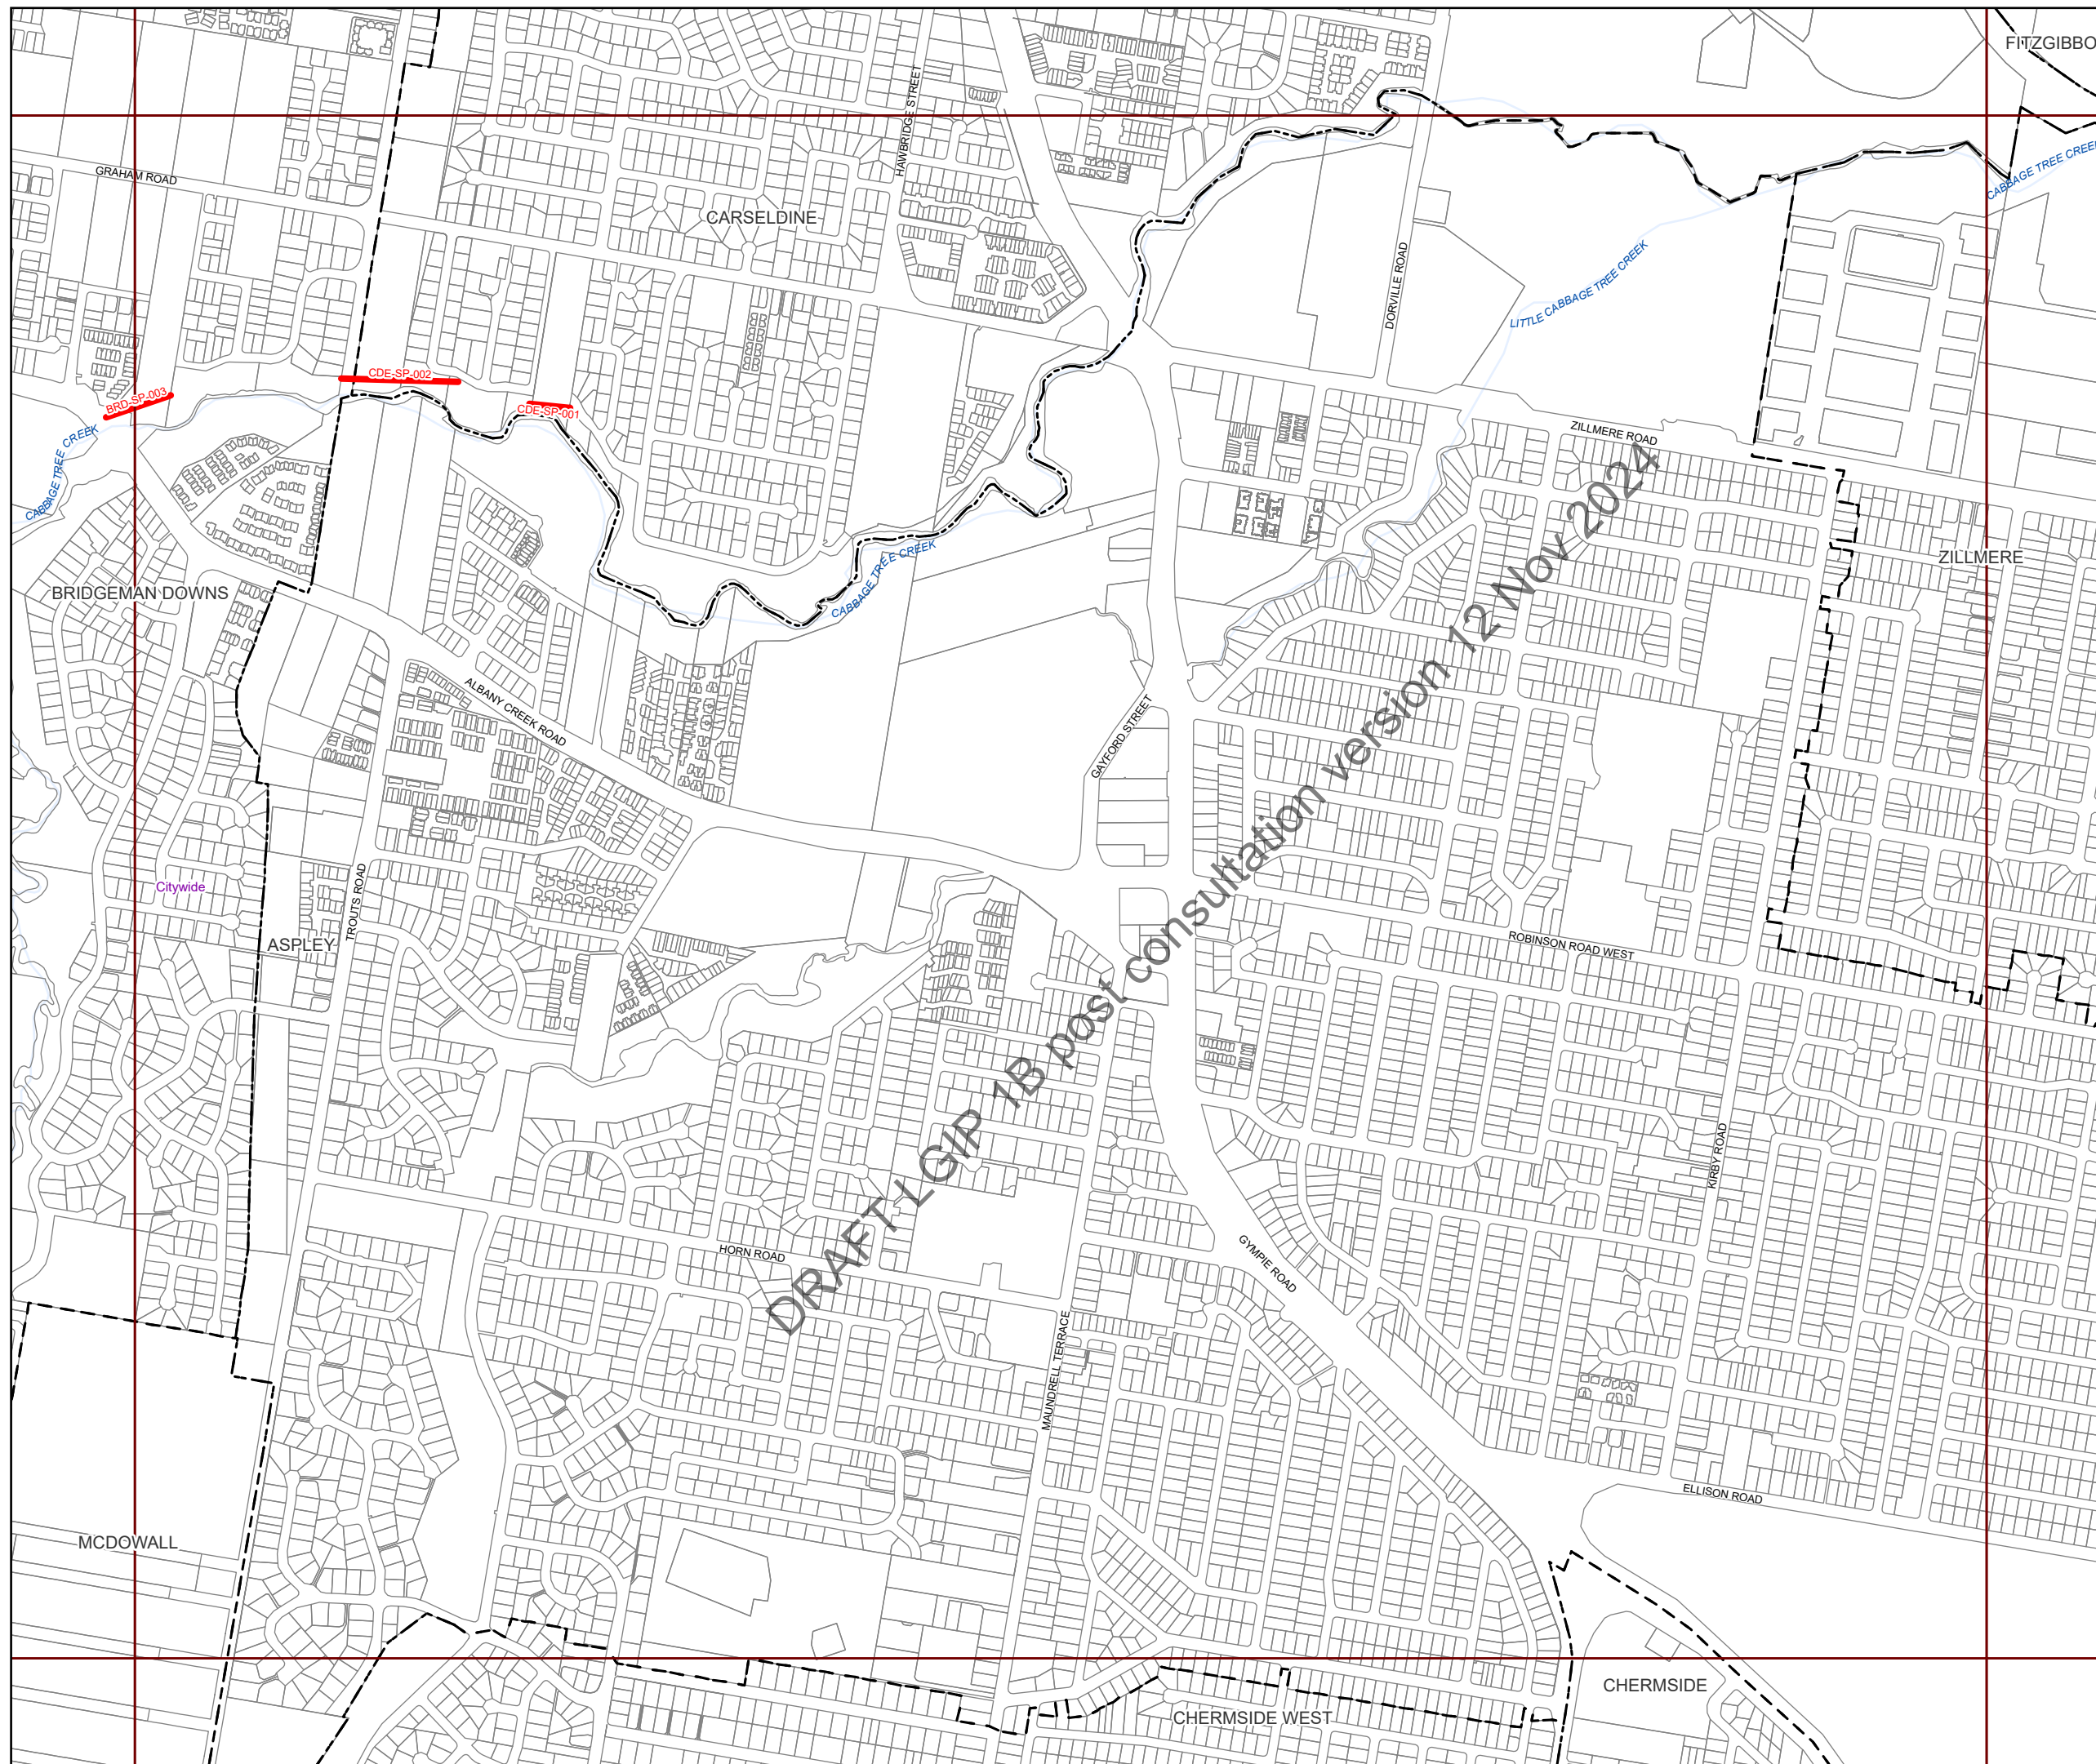 FITZGIBBO
HAWBRIDGE STREET
GRAHAM ROAD
CABBAGE TREE CREE
CARSELDINE
DORVILLE ROAD
LITTLE CABBAGE TREE CREEK
CDE-SP-002
BRD-SP-003
CDE-SP-001
ZILLMERE ROAD
CABBAGE TREE CREEK
CABBAGE TREE CREEK
ZILLMERE
BRIDGEMAN DOWNS
ALBANY CREEK ROAD
GAYFORD STREET
Citywide
TROUTS ROAD
ASPLEY
ROBINSON ROAD WEST
DRAFT LGIP 1B post consultation version 12 Nov 2024
KIRBY ROAD
HORN ROAD
GYMPIE ROAD
MAUNDRELL TERRACE
ELLISON ROAD
MCDOWALL
CHERMSIDE
CHERMSIDE WEST